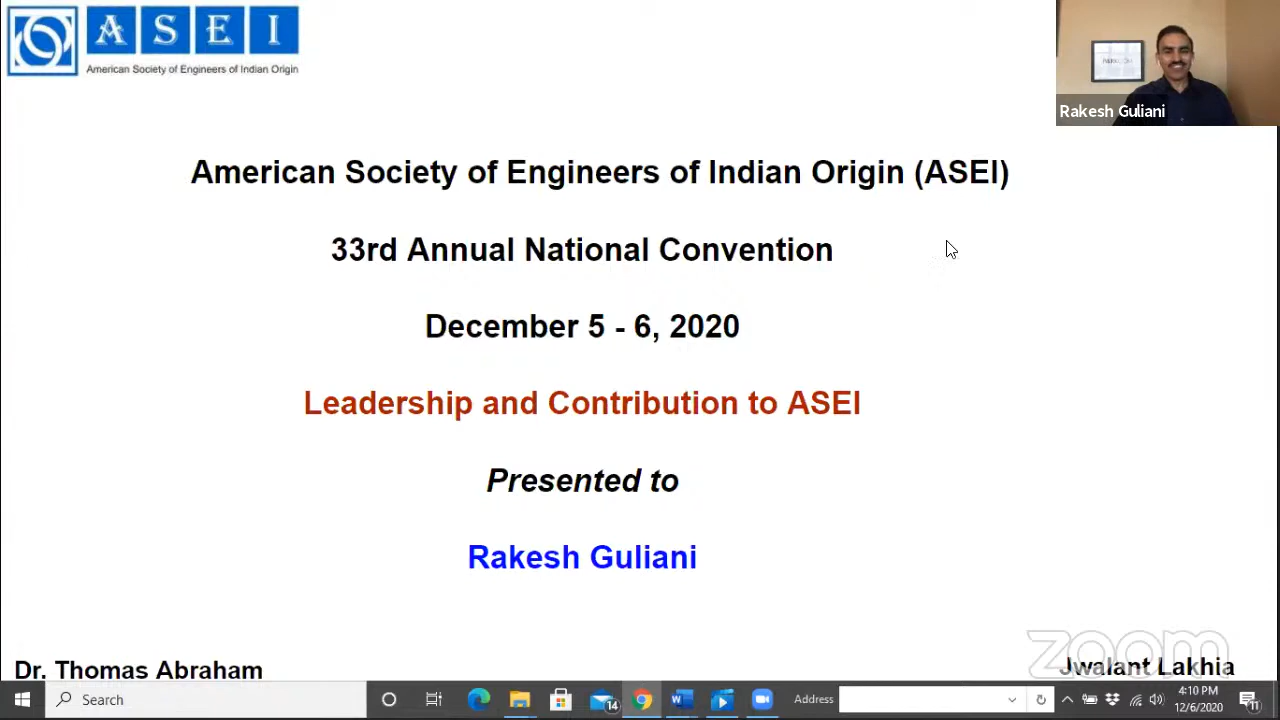 ASEI
American Society of Engineers of Indian Origin
Rakesh Guliani
American Society of Engineers of Indian Origin (ASEI)
33rd Annual National Convention
December 5 - 6, 2020
Leadership and Contribution to ASEI
Presented to
Rakesh Guliani
zoom
Dr. Thomas Abraham
Jwalant Lakhia
Search
14
Address
4:10 PM
12/6/2020
11